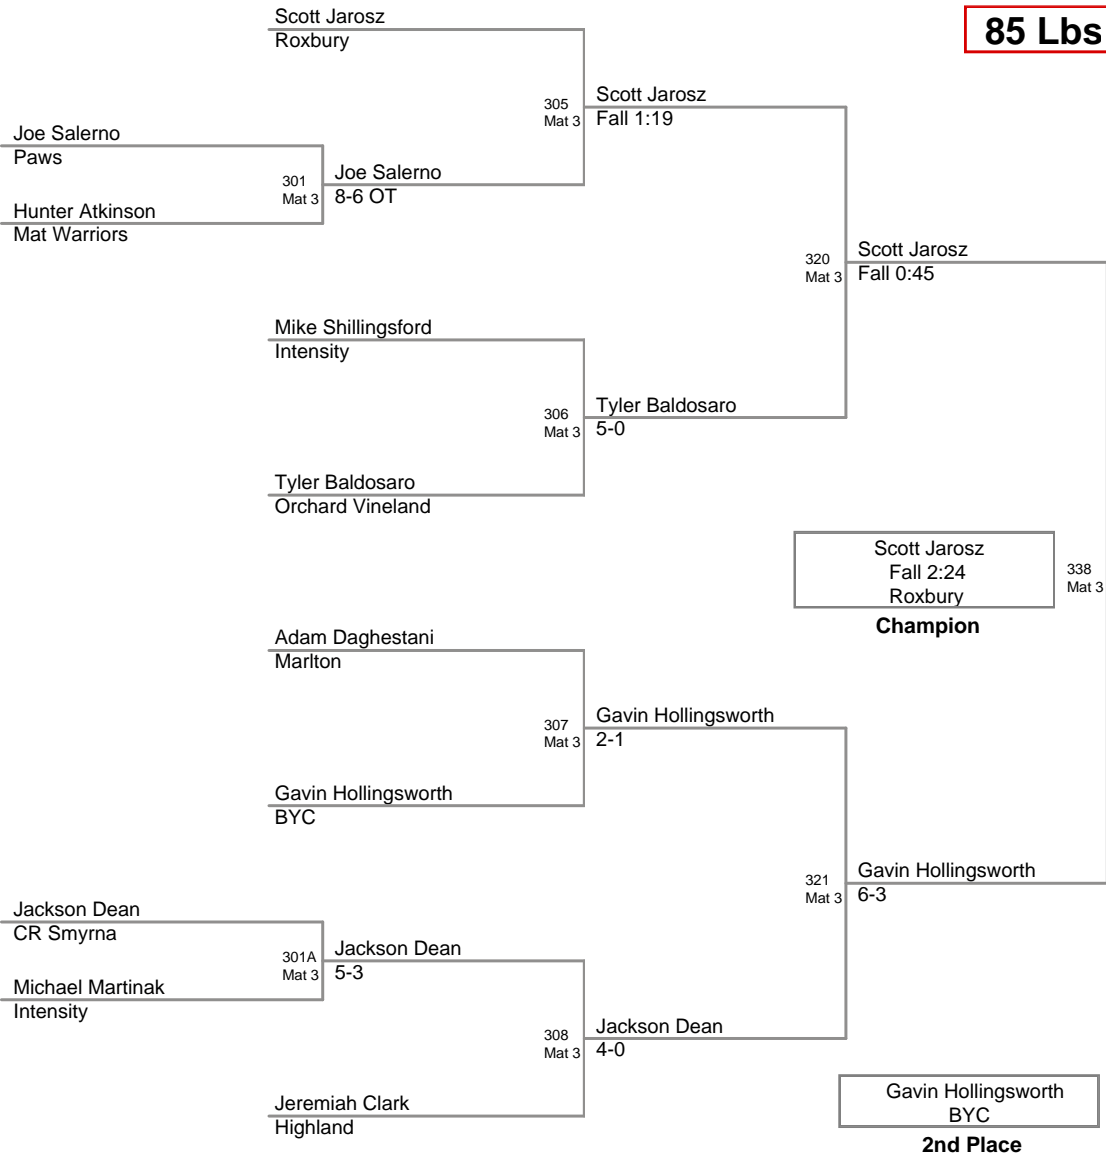 Scott Jarosz
Roxbury
85 Lbs
305
Mat 3
Scott Jarosz
Fall 1:19
Joe Salerno
Paws
301
Mat 3
Joe Salerno
8-6 OT
Hunter Atkinson
Mat Warriors
320
Mat 3
Scott Jarosz
Fall 0:45
Mike Shillingsford
Intensity
306
Mat 3
Tyler Baldosaro
5-0
Tyler Baldosaro
Orchard Vineland
Scott Jarosz
Fall 2:24
Roxbury
Champion
338
Mat 3
Adam Daghestani
Marlton
307
Mat 3
Gavin Hollingsworth
2-1
Gavin Hollingsworth
BYC
321
Mat 3
Gavin Hollingsworth
6-3
Jackson Dean
CR Smyrna
301A
Mat 3
Jackson Dean
5-3
Michael Martinak
Intensity
308
Mat 3
Jackson Dean
4-0
Jeremiah Clark
Highland
Gavin Hollingsworth
BYC
2nd Place